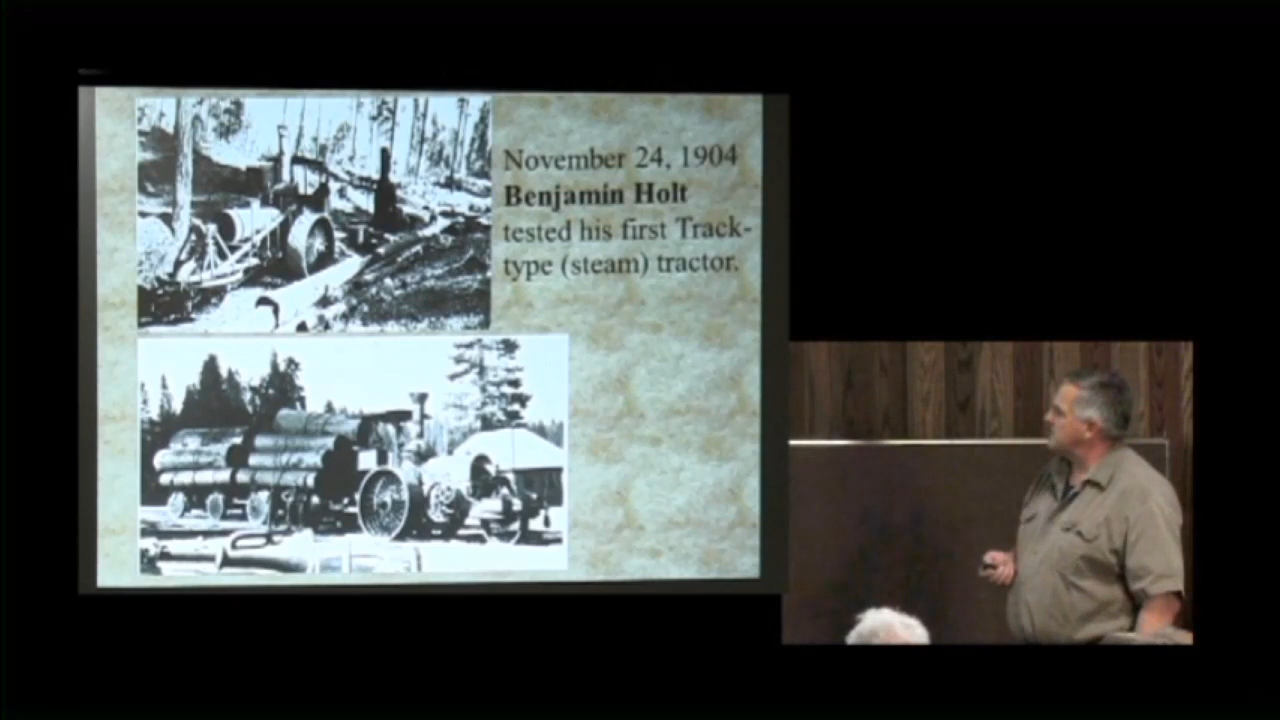 November 24, 1904
Benjamin Holt
tested his first Track-
type (steam) tractor.